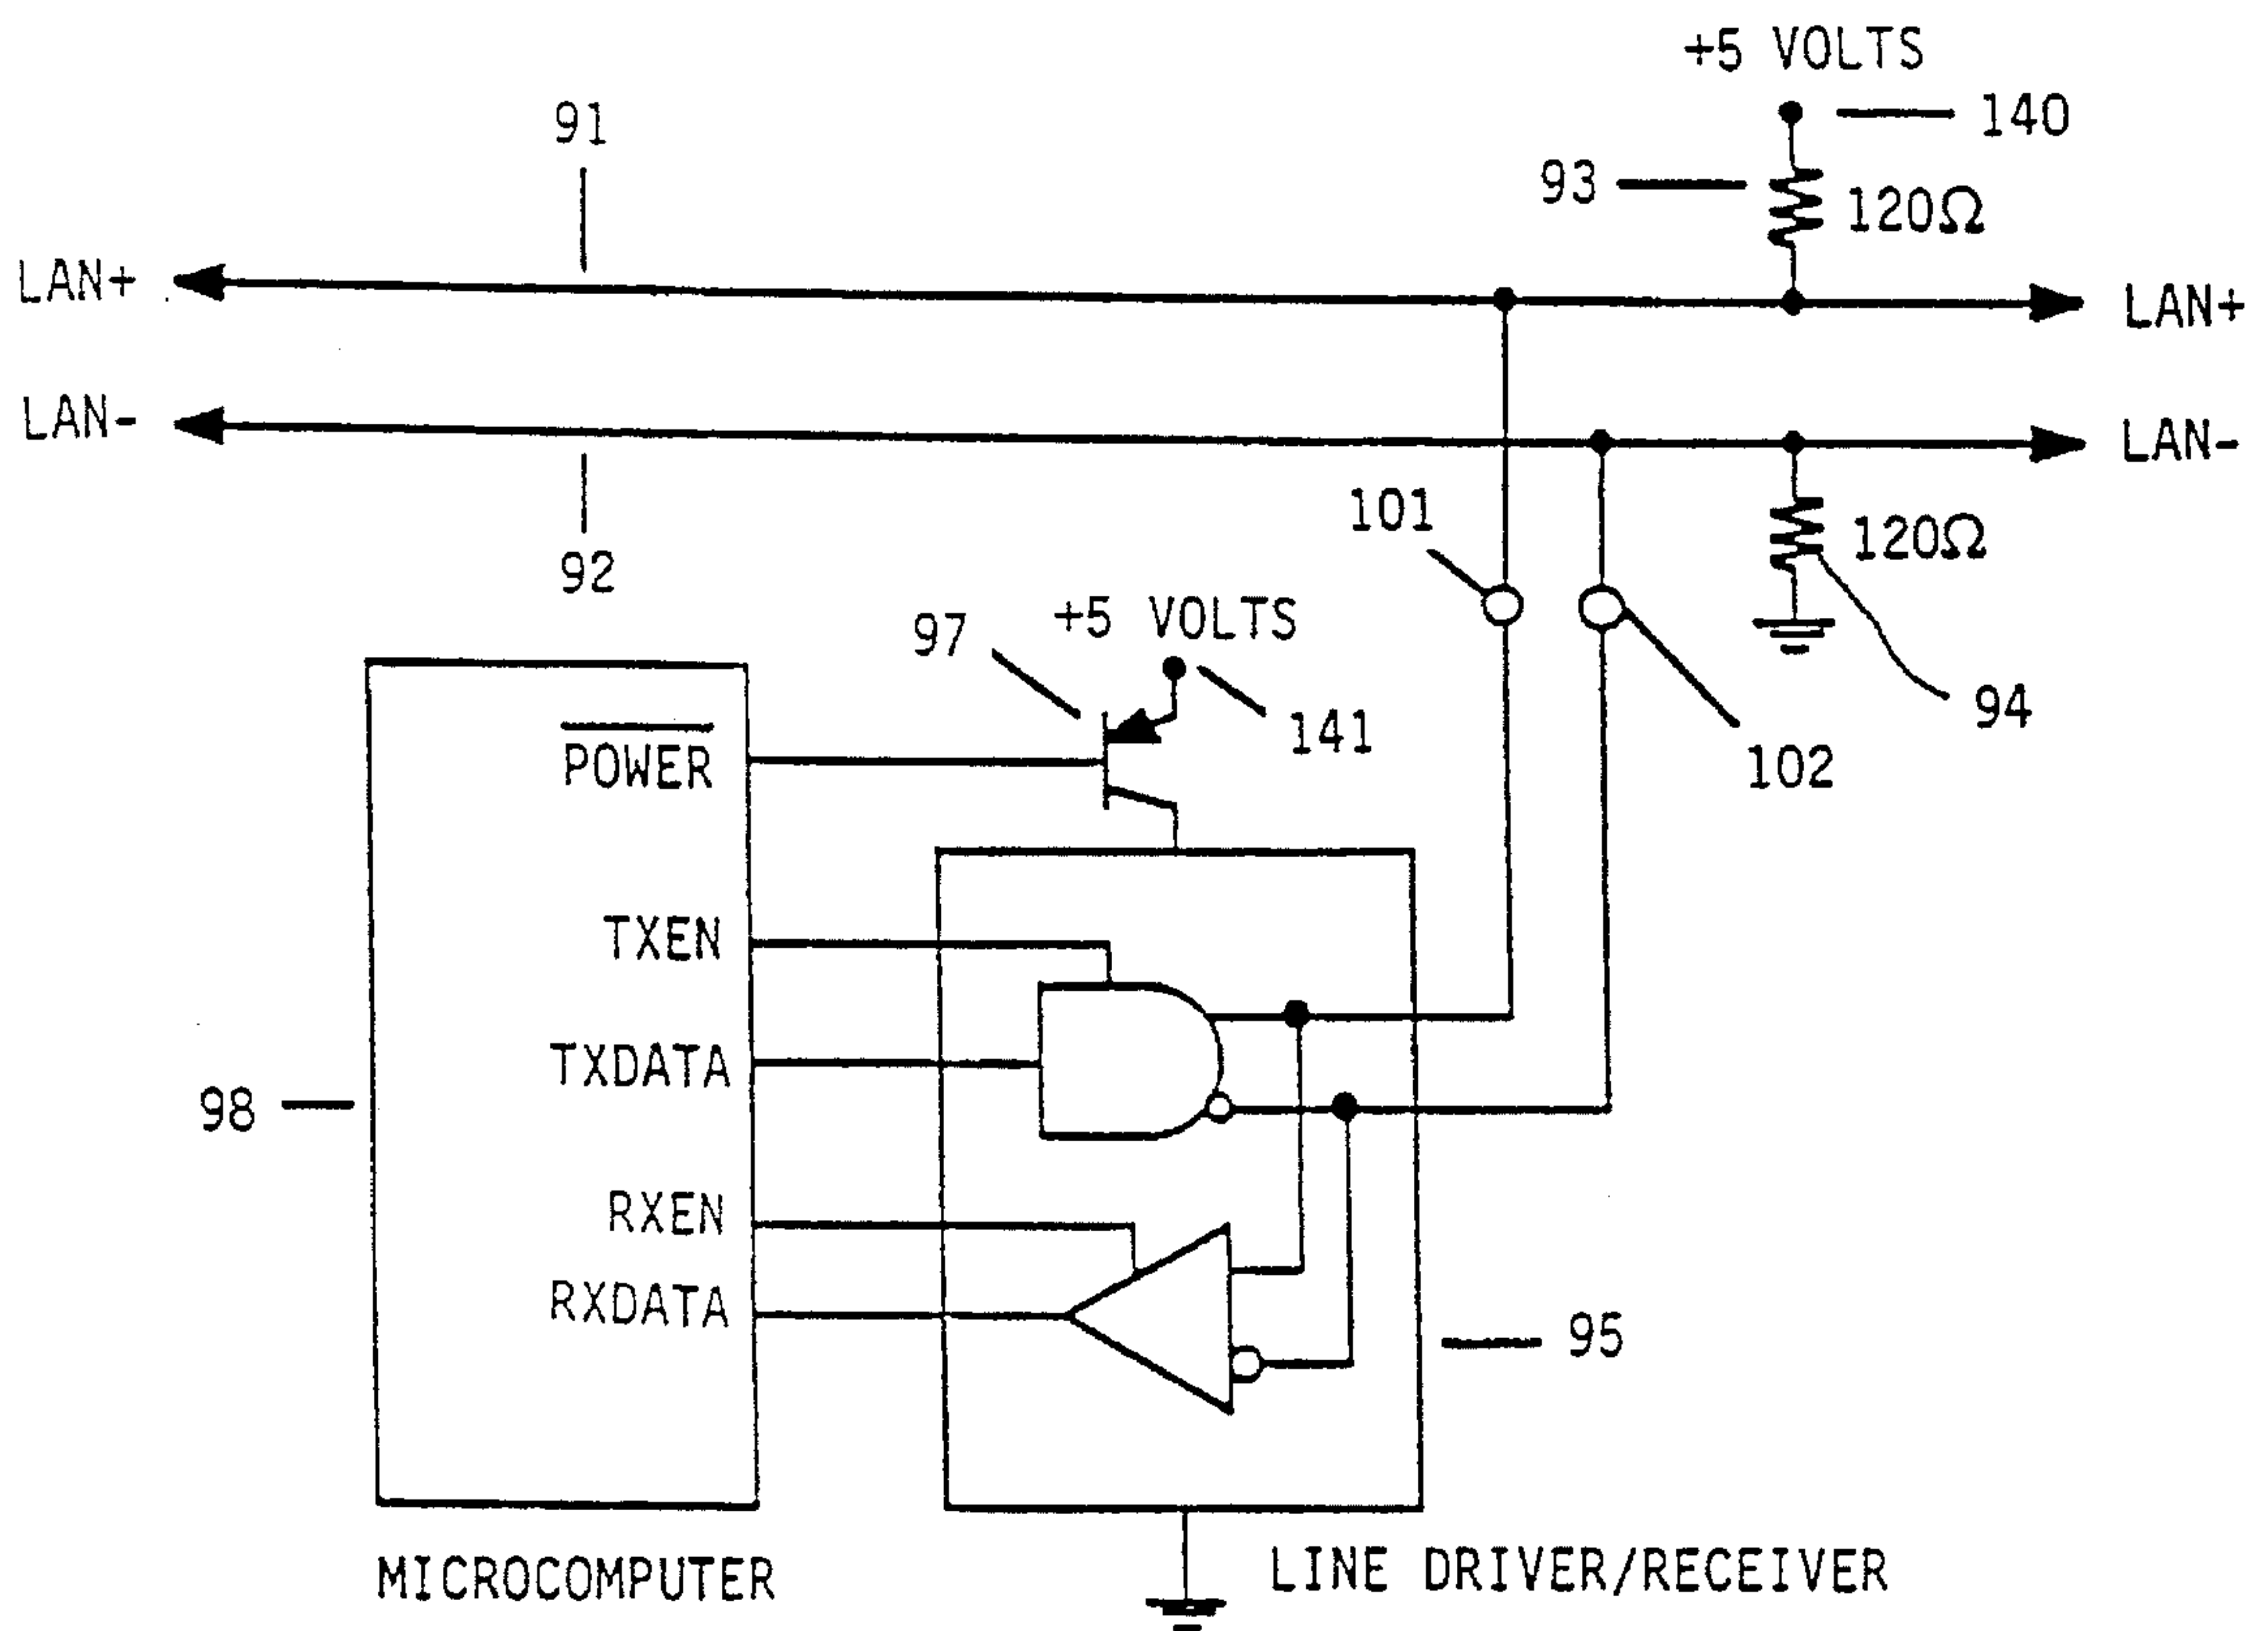 +5 VOLTS
91
140
93
120Ω
LAN+
LAN+
LAN-
LAN-
101
120Ω
92
97
+5 VOLTS
94
141
102
POWER
TXEN
TXDATA
98
RXEN
RXDATA
95
MICROCOMPUTER
LINE DRIVER/RECEIVER